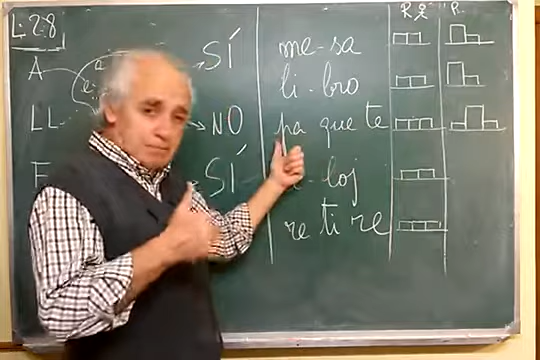 L: 28
R
R
A
SÍ
me-sa
li-bro
LL
NO
pa que te
SÍ
loj
re ti re